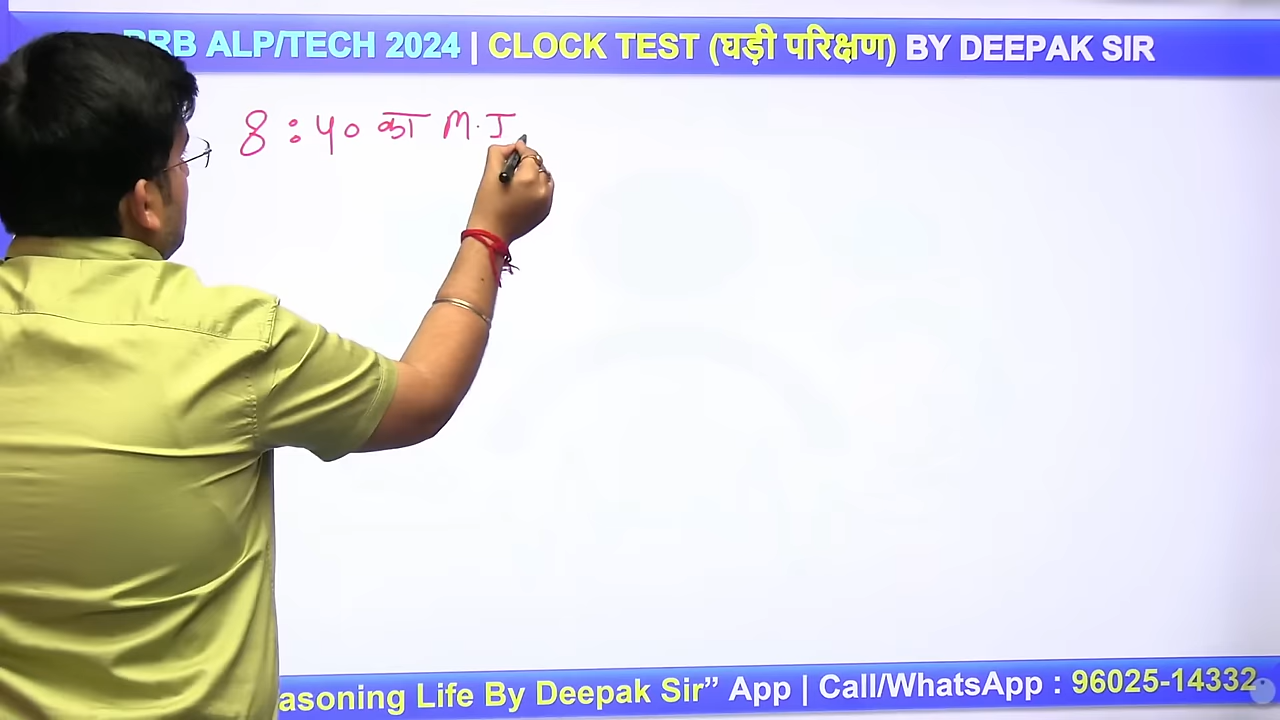 RRB ALP/TECH 2024 | CLOCK TEST (घड़ी परिक्षण) BY DEEPAK SIR
8 : 40 का M.I
asoning Life By Deepak Sir” App | Call/WhatsApp : 96025-14332